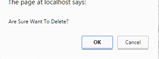 The page at localhost says:
Are Sure Want To Delete?
OK
Cancel